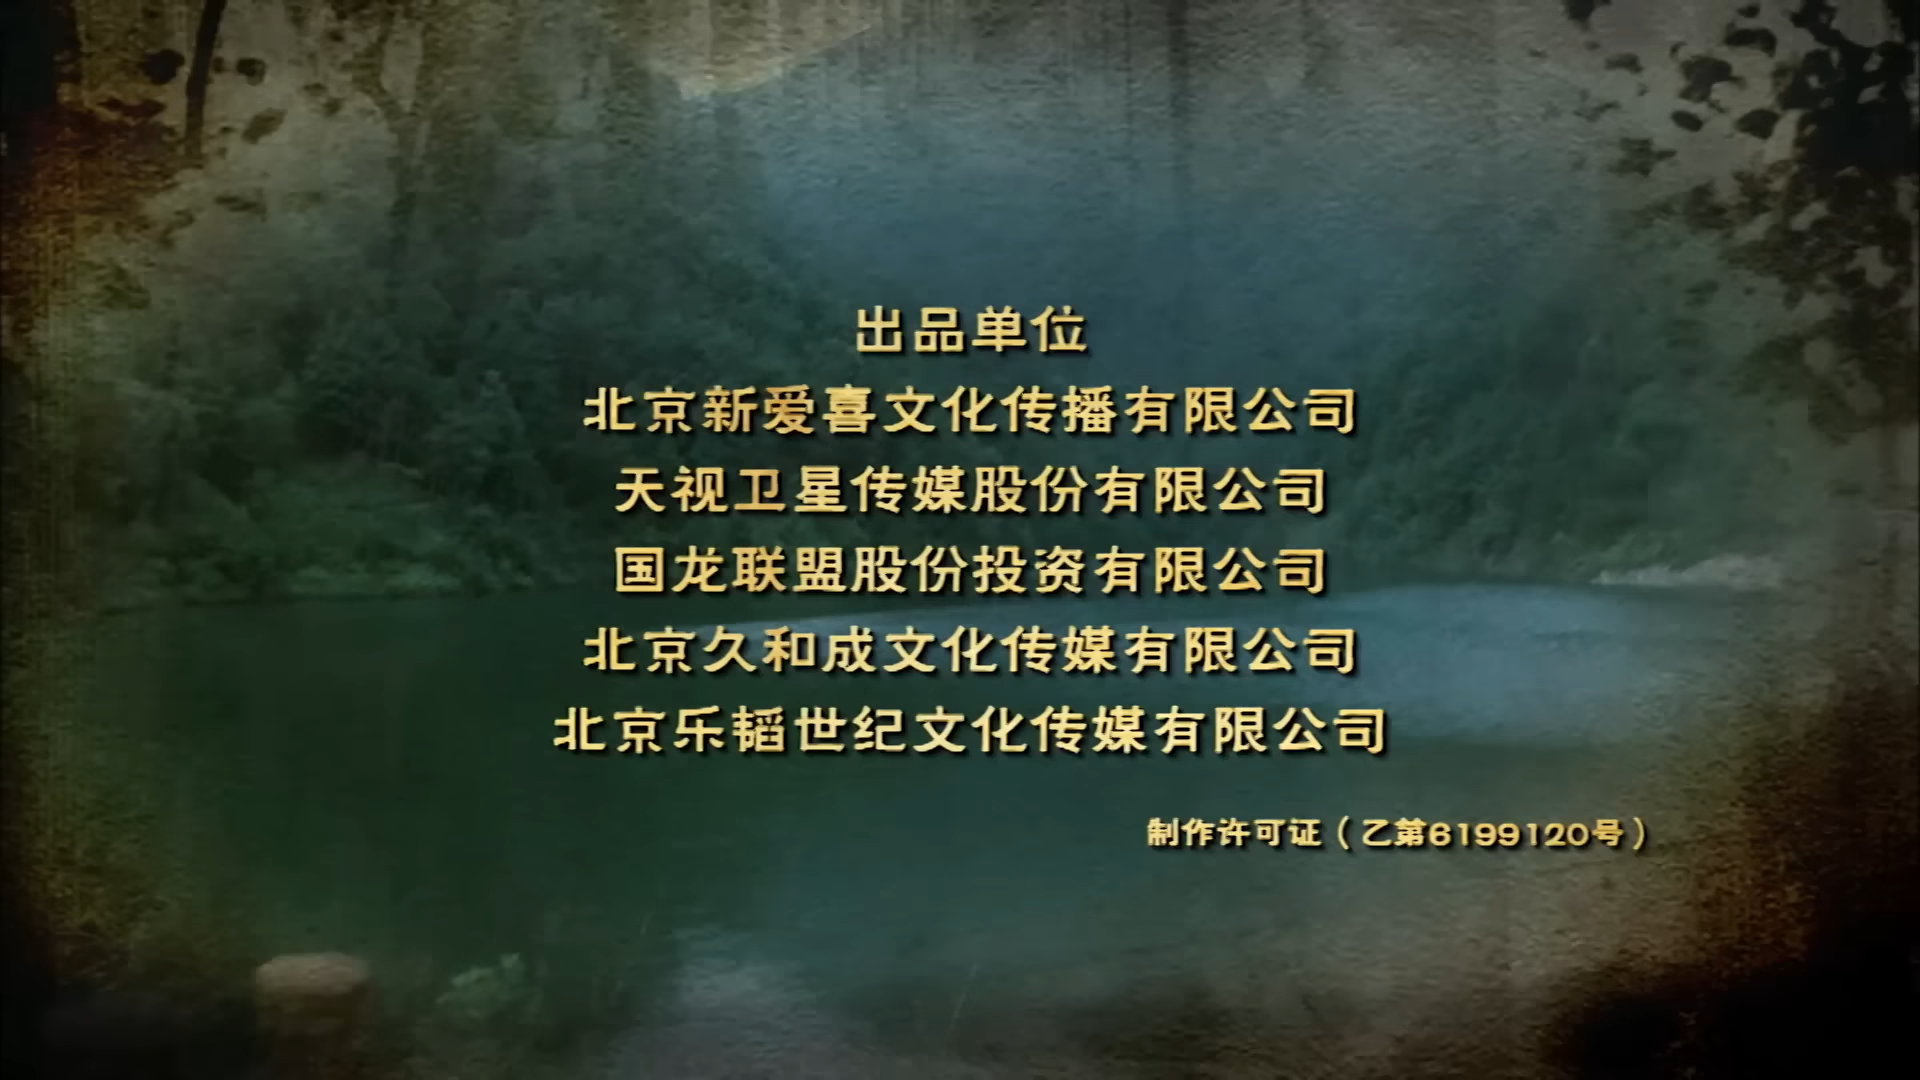 出品单位
北京新爱喜文化传播有限公司
天视卫星传媒股份有限公司
国龙联盟股份投资有限公司
北京久和成文化传媒有限公司
北京乐韬世纪文化传媒有限公司
制作许可证（乙第6199120号）